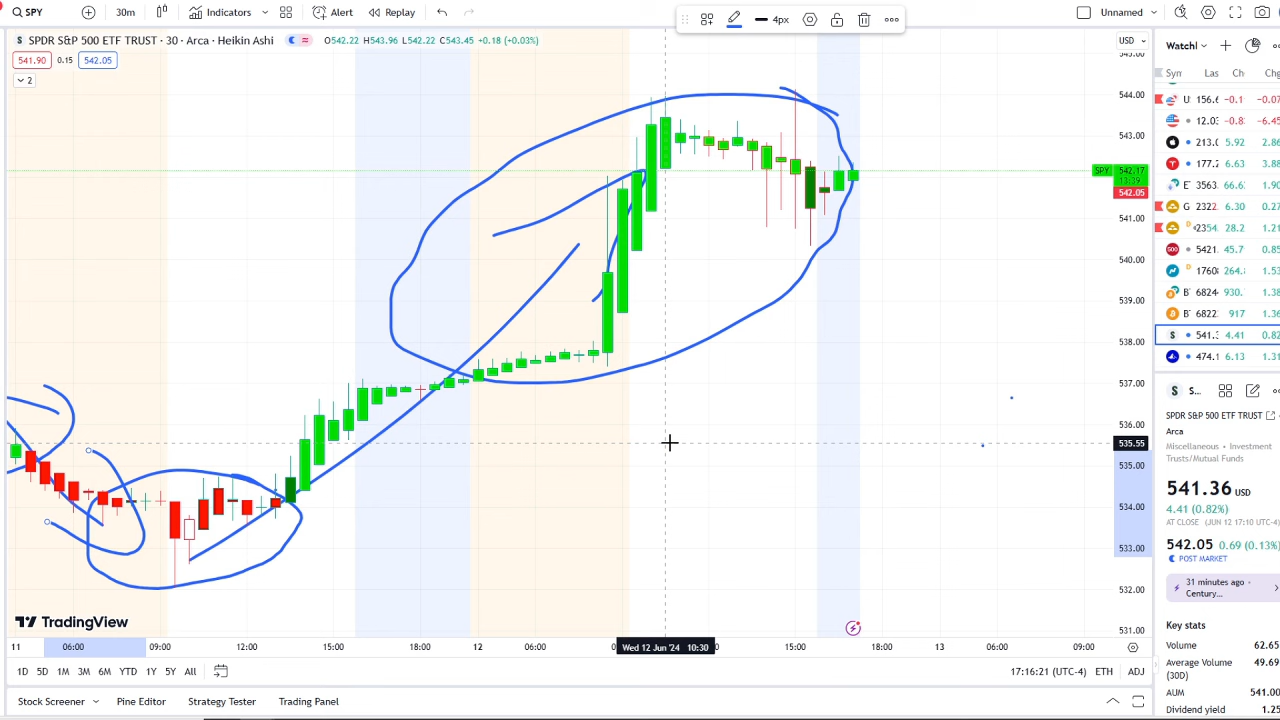 SPY 30m Indicators Alert Replay 4px Unnamed
S SPDR S&P 500 ETF TRUST · 30 · Arca · Heikin Ashi O542.22 H543.96 L542.22 C543.45 +0.18 (+0.03%) USD
541.90 0.15 542.05
2
Watchl
Last
Chg
544.00
543.00
SPY 542.17
13:39
542.05
541.00
540.00
539.00
538.00
537.00
536.00
535.55
535.00
534.00
533.00
532.00
531.00
U 156.6 -0.1 -0.07
12.03 -0.8 -6.45
213.0 5.92 2.86
177.2 6.63 3.88
E 3563. 66.6 1.90
G 2322. 6.30 0.27
2354. 28.2 1.21
5421. 45.7 0.85
1760 264. 1.53
B 6824 930. 1.38
B 6822 917 1.36
S 541.3 4.41 0.82
474.1 6.13 1.31
S S...
SPDR S&P 500 ETF TRUST
Arca
Miscellaneous • Investment
Trusts/Mutual Funds
541.36 USD
4.41 (0.82%)
AT CLOSE (JUN 12 17:10 UTC-4)
542.05 0.69 (0.13%)
POST MARKET
31 minutes ago •
Century...
Key stats
Volume 62.65
Average Volume 49.69
(30D)
AUM 541.00
Dividend yield 1.25
TradingView
11 06:00 09:00 12:00 15:00 18:00 12 06:00 Wed 12 Jun '24 10:30 15:00 18:00 13 06:00 09:00
1D 5D 1M 3M 6M YTD 1Y 5Y All 17:16:21 (UTC-4) ETH ADJ
Stock Screener Pine Editor Strategy Tester Trading Panel